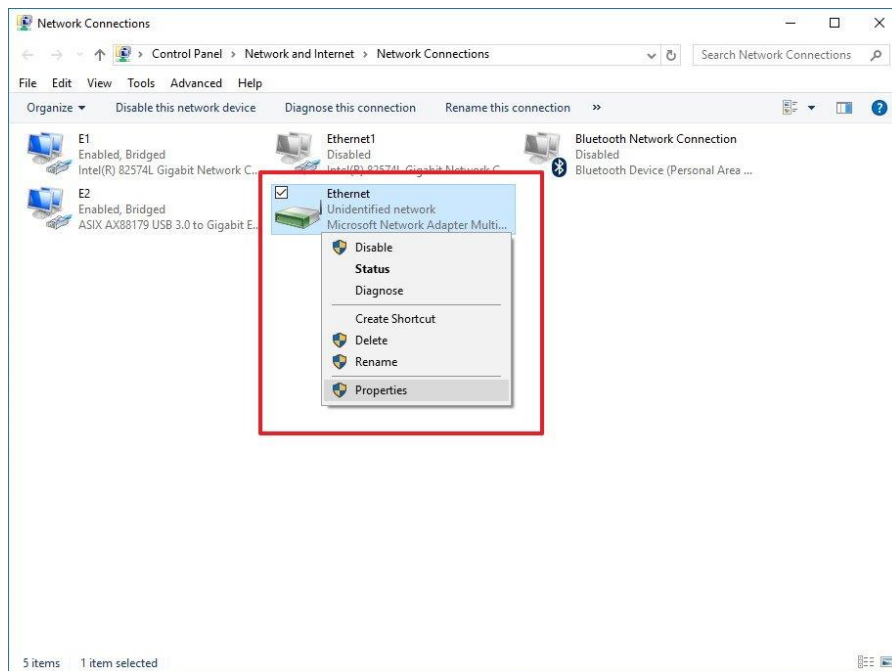 Network Connections
Control Panel > Network and Internet > Network Connections
Search Network Connections
File Edit View Tools Advanced Help
Organize Disable this network device Diagnose this connection Rename this connection »
E1
Enabled, Bridged
Intel(R) 82574L Gigabit Network C...
Ethernet1
Disabled
Intel(R) 82574L Gigabit Network C...
Bluetooth Network Connection
Disabled
Bluetooth Device (Personal Area ...
E2
Enabled, Bridged
ASIX AX88179 USB 3.0 to Gigabit E...
Ethernet
Unidentified network
Microsoft Network Adapter Multi...
Disable
Status
Diagnose
Create Shortcut
Delete
Rename
Properties
5 items 1 item selected